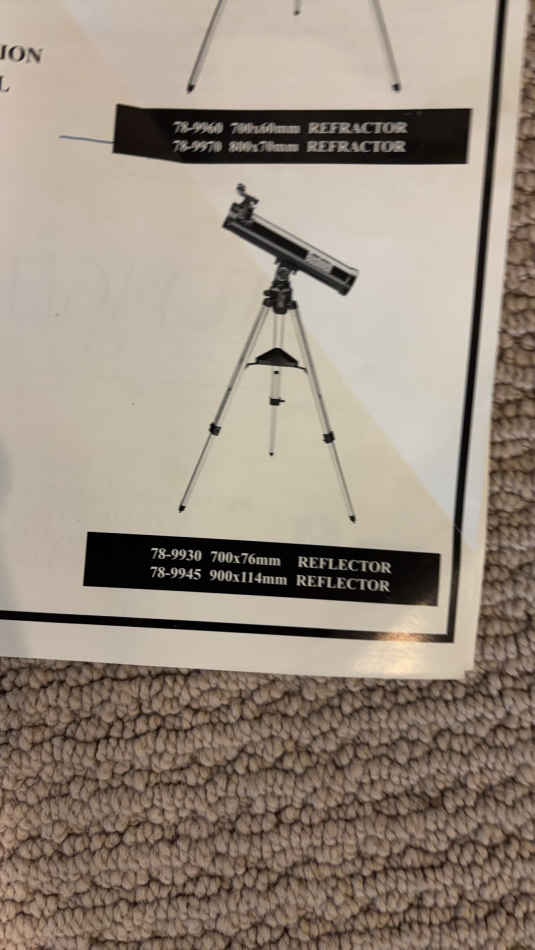 ION
L
78-9960 700x60mm REFRACTOR
78-9970 800x70mm REFRACTOR
78-9930 700x76mm REFLECTOR
78-9945 900x114mm REFLECTOR